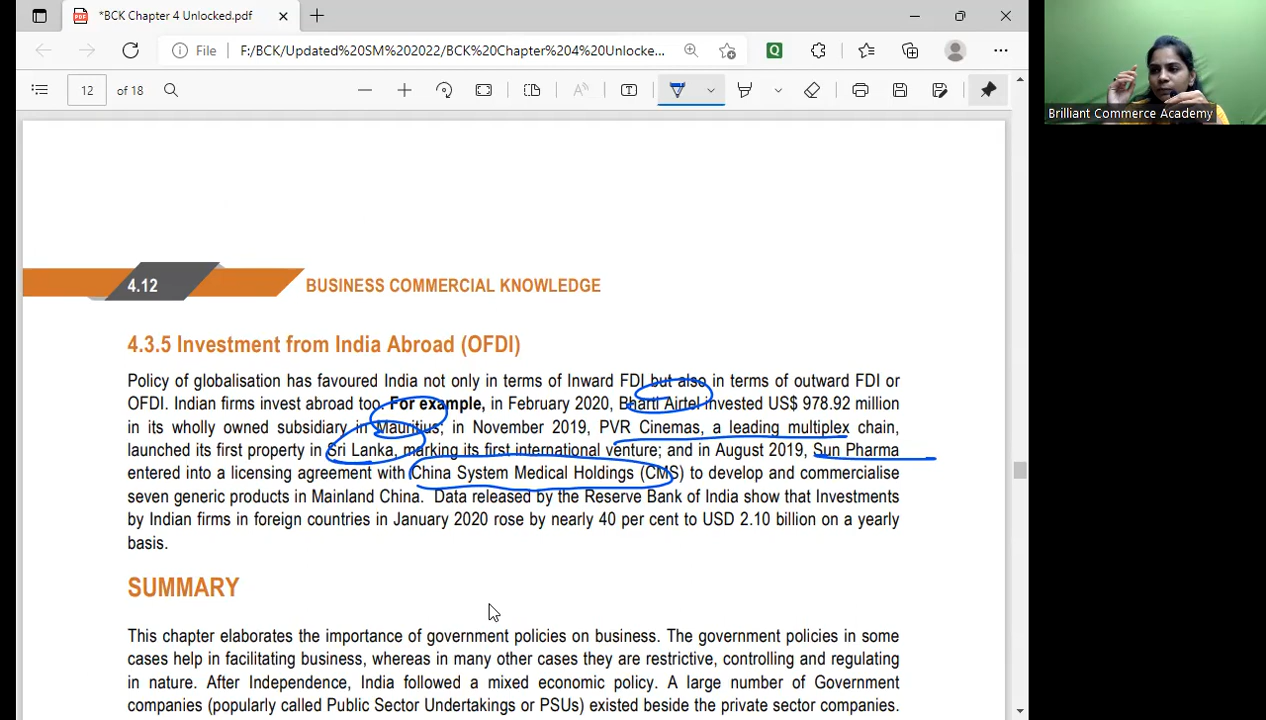 *BCK Chapter 4 Unlocked.pdf
File
F:/BCK/Updated%20SM%202022/BCK%20Chapter%204%20Unlocke...
12 of 18
Brilliant Commerce Academy
4.12 BUSINESS COMMERCIAL KNOWLEDGE
4.3.5 Investment from India Abroad (OFDI)
Policy of globalisation has favoured India not only in terms of Inward FDI but also in terms of outward FDI or
OFDI. Indian firms invest abroad too. For example, in February 2020, Bharti Airtel invested US$ 978.92 million
in its wholly owned subsidiary in Mauritius; in November 2019, PVR Cinemas, a leading multiplex chain,
launched its first property in Sri Lanka, marking its first international venture; and in August 2019, Sun Pharma
entered into a licensing agreement with China System Medical Holdings (CMS) to develop and commercialise
seven generic products in Mainland China. Data released by the Reserve Bank of India show that Investments
by Indian firms in foreign countries in January 2020 rose by nearly 40 per cent to USD 2.10 billion on a yearly
basis.
SUMMARY
This chapter elaborates the importance of government policies on business. The government policies in some
cases help in facilitating business, whereas in many other cases they are restrictive, controlling and regulating
in nature. After Independence, India followed a mixed economic policy. A large number of Government
companies (popularly called Public Sector Undertakings or PSUs) existed beside the private sector companies.